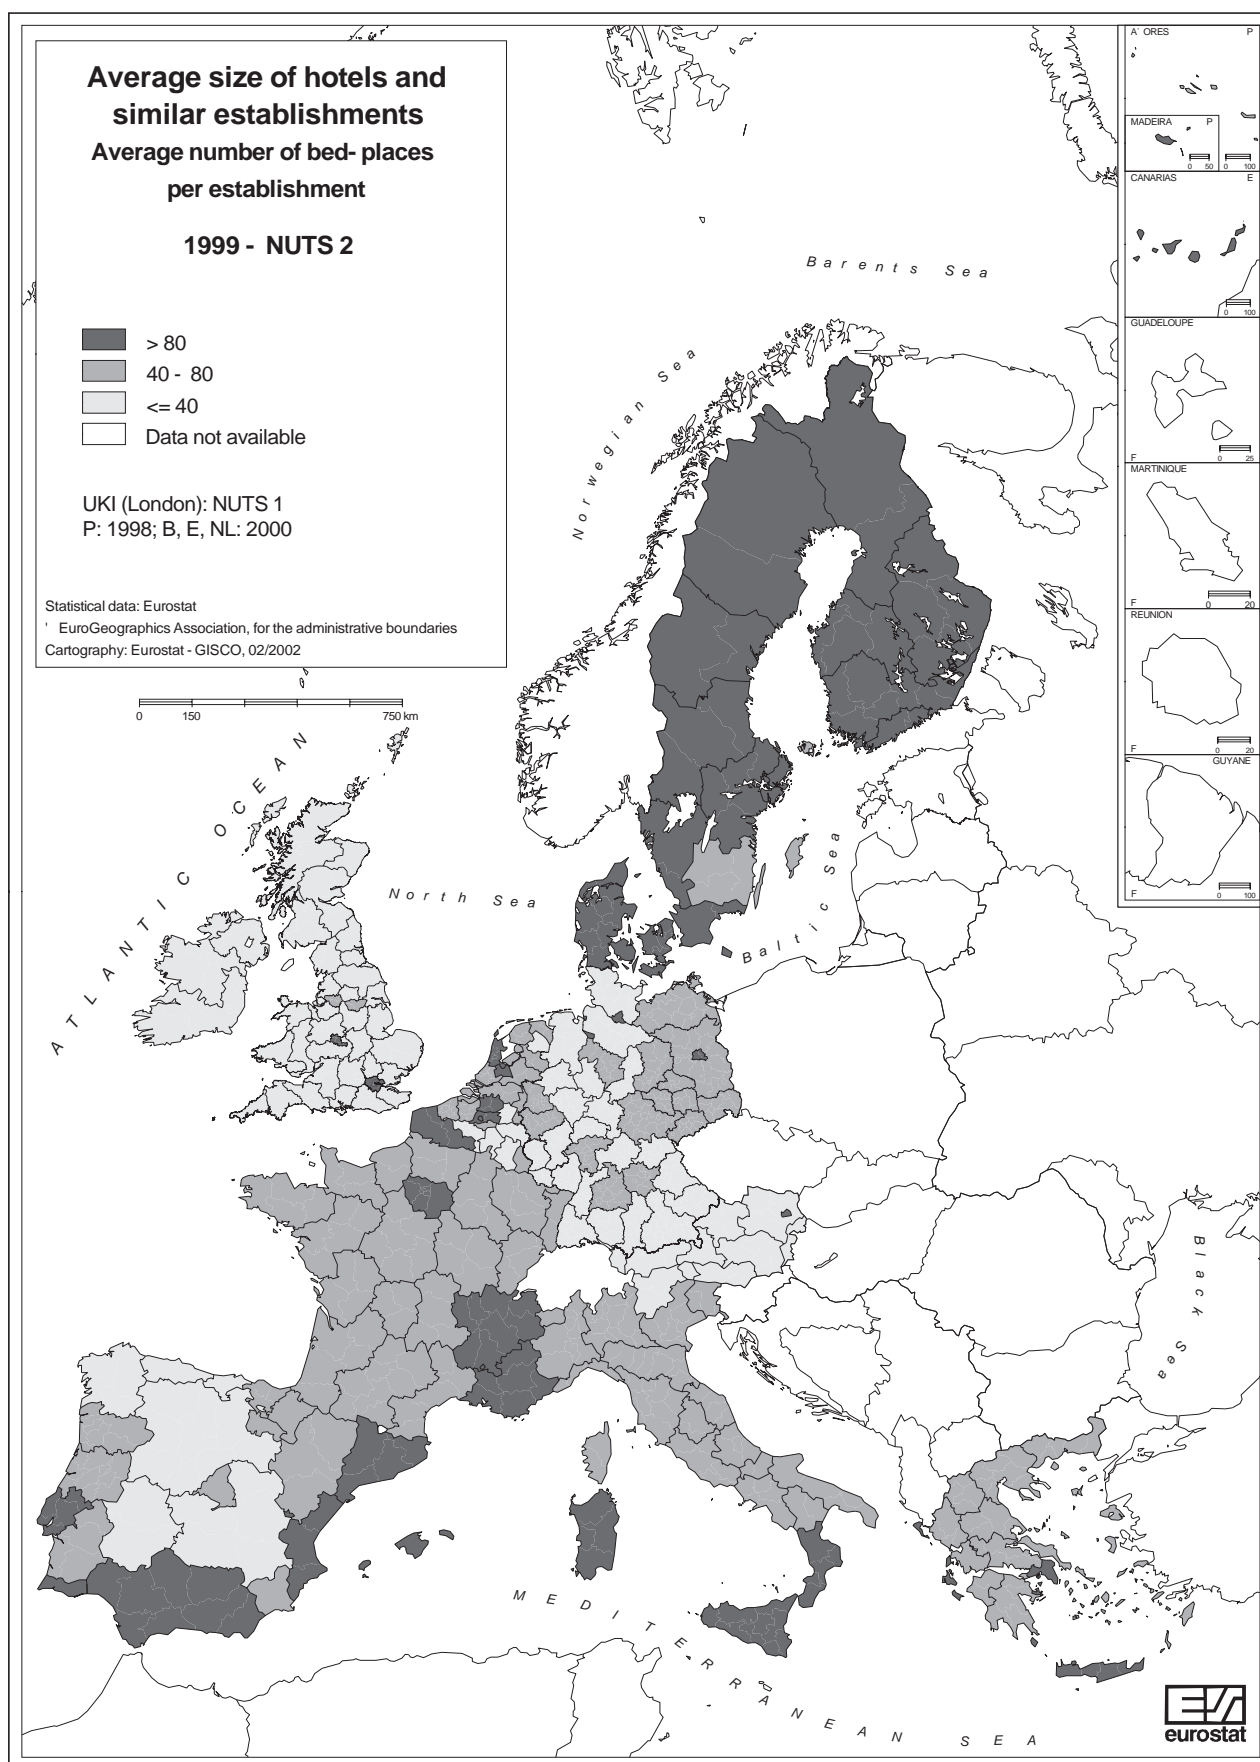 Average size of hotels and
similar establishments
Average number of bed- places
per establishment
1999 - NUTS 2
> 80
40 - 80
<= 40
Data not available
UKI (London): NUTS 1
P: 1998; B, E, NL: 2000
Statistical data: Eurostat
' EuroGeographics Association, for the administrative boundaries
Cartography: Eurostat - GISCO, 02/2002
0 150 750 km
A' ORES P
MADEIRA P
0 50 0 100
CANARIAS E
0 100
GUADELOUPE
F 0 25
MARTINIQUE
F 0 20
REUNION
F 0 20
GUYANE
F 0 100
Barents Sea
Norwegian Sea
ATLANTIC OCEAN
North Sea
Baltic Sea
Black Sea
MEDITERRANEAN SEA
eurostat